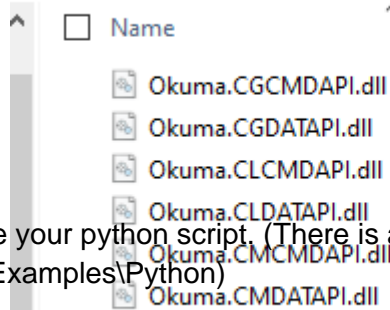 Name
Okuma.CGCMDAPI.dll
Okuma.CGDATAPI.dll
Okuma.CLCMDAPI.dll
Okuma.CLDATAPI.dll
e your python script. (There is a
Okuma.CMCMDAPI.dll
Examples\Python)
Okuma.CMDATAPI.dll